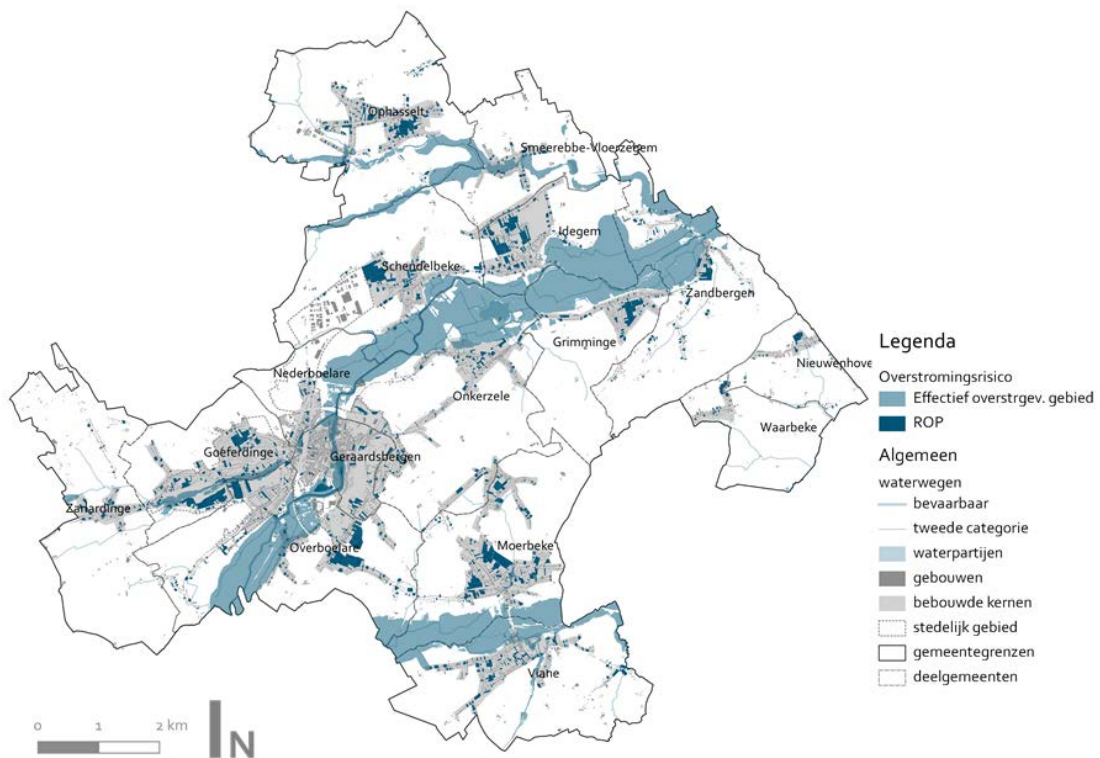 Ophasselt
Smeerebbe-Vloerzegem
Idegem
Schendelbeke
Zandbergen
Grimminge
Nieuwenhove
Nederboelare
Onkerzele
Waarbeke
Goeferdinge
Geraardsbergen
Zarlardinge
Overboelare
Moerbeke
Viane
0 1 2 km
N
Legenda
Overstromingsrisico
Effectief overstrgev. gebied
ROP
Algemeen
waterwegen
bevaarbaar
tweede categorie
waterpartijen
gebouwen
bebouwde kernen
stedelijk gebied
gemeentegrenzen
deelgemeenten